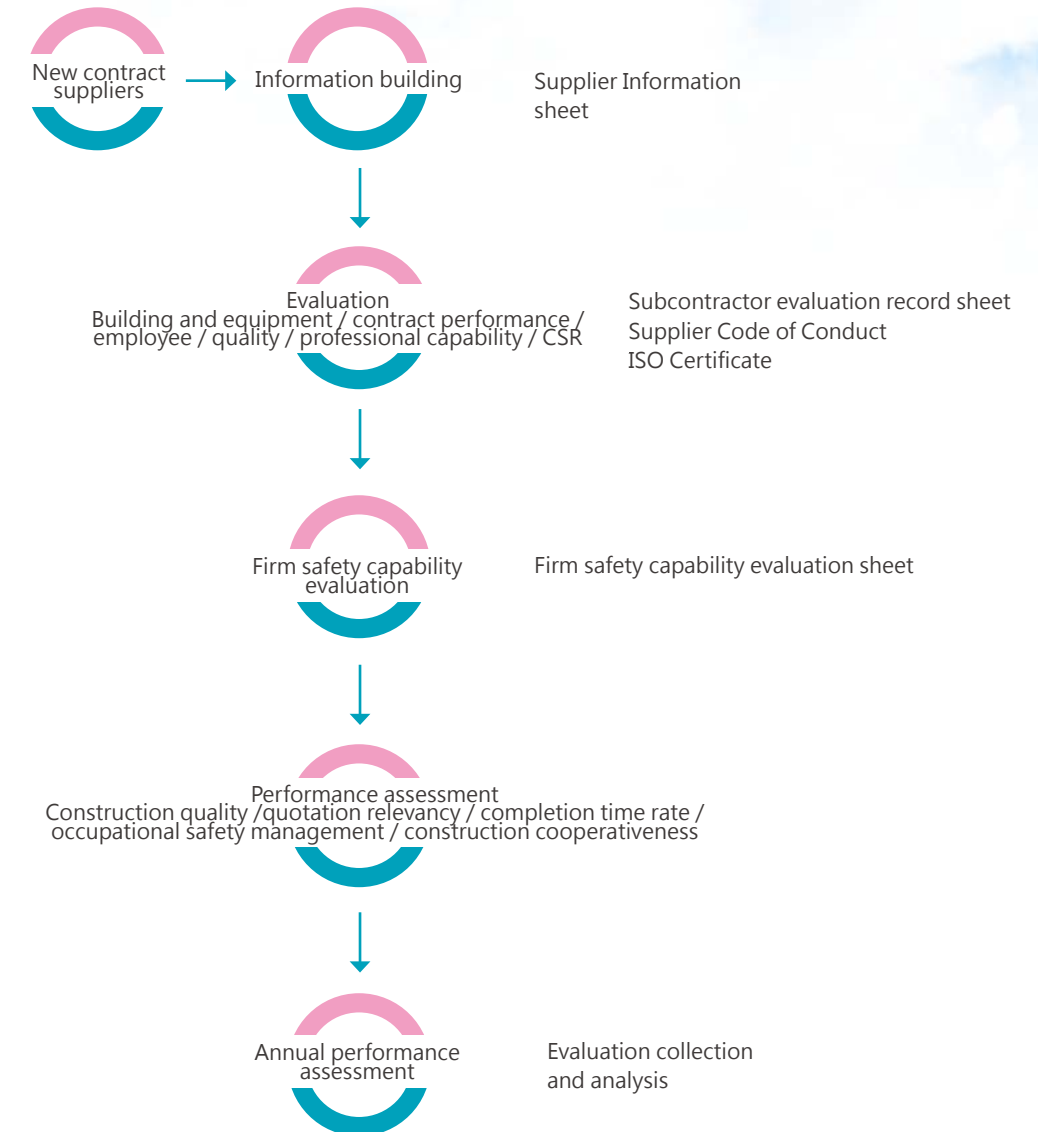 New contract
suppliers
Information building
Supplier Information
sheet
Evaluation
Building and equipment / contract performance /
employee / quality / professional capability / CSR
Subcontractor evaluation record sheet
Supplier Code of Conduct
ISO Certificate
Firm safety capability
evaluation
Firm safety capability evaluation sheet
Performance assessment
Construction quality /quotation relevancy / completion time rate /
occupational safety management / construction cooperativeness
Annual performance
assessment
Evaluation collection
and analysis